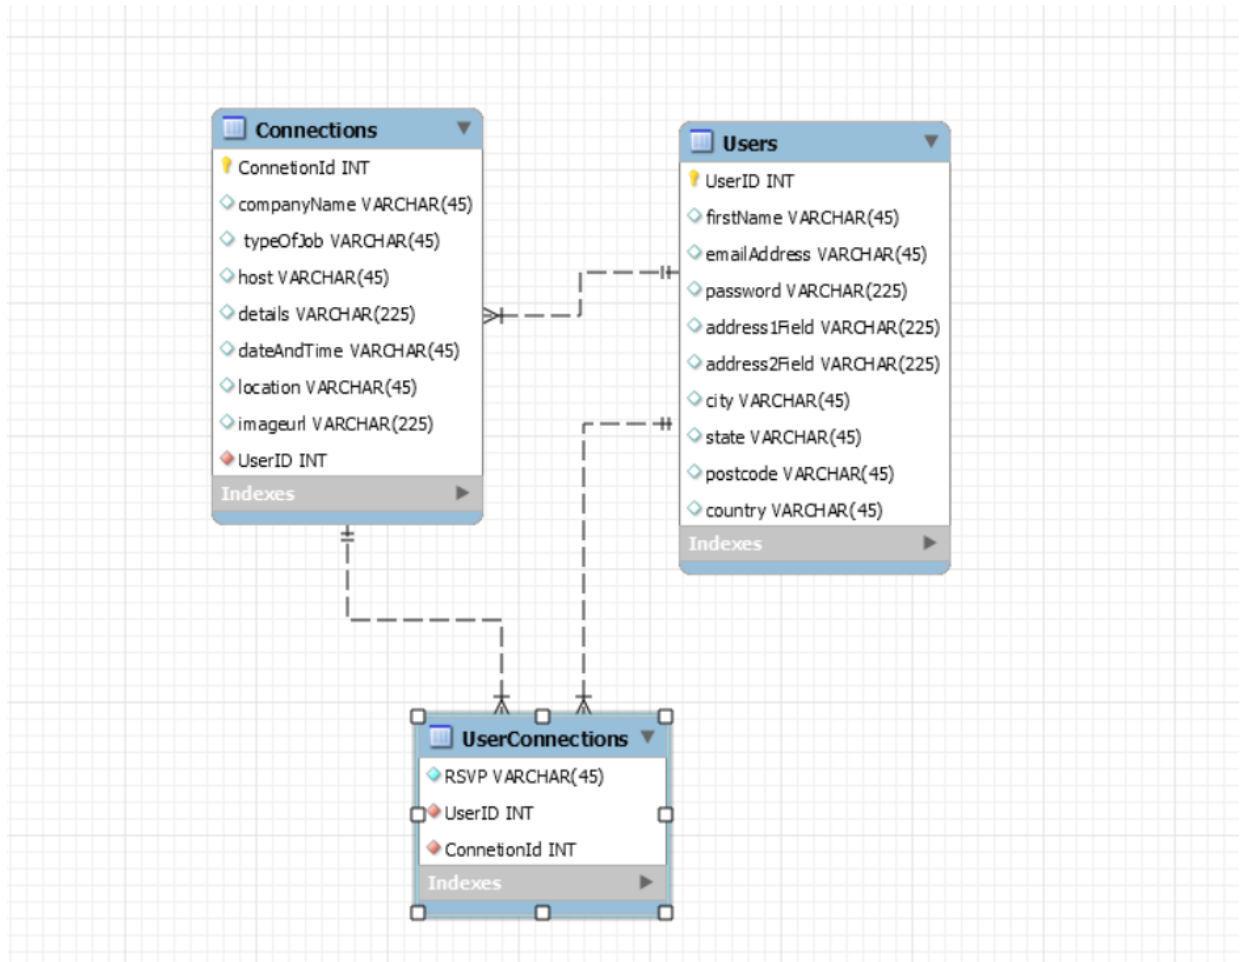 Connections
ConnetionId INT
companyName VARCHAR(45)
typeOfJob VARCHAR(45)
host VARCHAR(45)
details VARCHAR(225)
dateAndTime VARCHAR(45)
location VARCHAR(45)
imageurl VARCHAR(225)
UserID INT
Indexes
Users
UserID INT
firstName VARCHAR(45)
emailAddress VARCHAR(45)
password VARCHAR(225)
address1Field VARCHAR(225)
address2Field VARCHAR(225)
city VARCHAR(45)
state VARCHAR(45)
postcode VARCHAR(45)
country VARCHAR(45)
Indexes
UserConnections
RSVP VARCHAR(45)
UserID INT
ConnetionId INT
Indexes